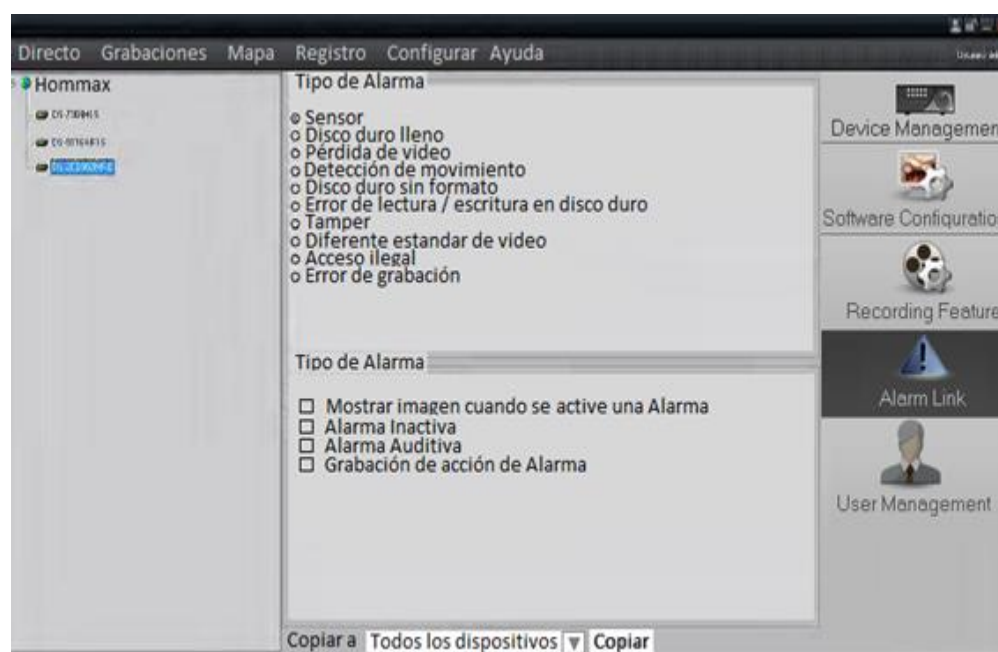 Directo Grabaciones Mapa Registro Configurar Ayuda
Hommax
Tipo de Alarma
Sensor
Disco duro lleno
Pérdida de video
Detección de movimiento
Disco duro sin formato
Error de lectura / escritura en disco duro
Tamper
Diferente estandar de video
Acceso ilegal
Error de grabación
Tipo de Alarma
Mostrar imagen cuando se active una Alarma
Alarma Inactiva
Alarma Auditiva
Grabación de acción de Alarma
Copiar a Todos los dispositivos Copiar
Device Managemen
Software Configuratio
Recording Feature
Alarm Link
User Management